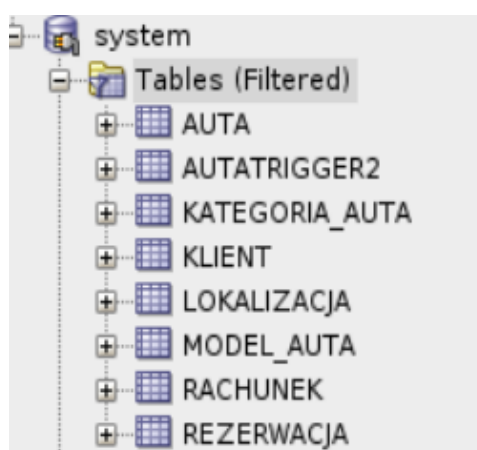 system
Tables (Filtered)
AUTA
AUTATRIGGER2
KATEGORIA_AUTA
KLIENT
LOKALIZACJA
MODEL_AUTA
RACHUNEK
REZERWACJA